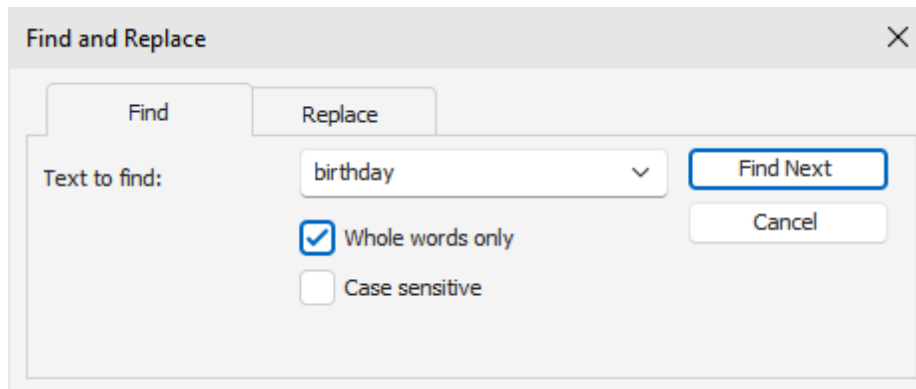 Find and Replace
Find Replace
Text to find: birthday Find Next
Cancel
Whole words only
Case sensitive